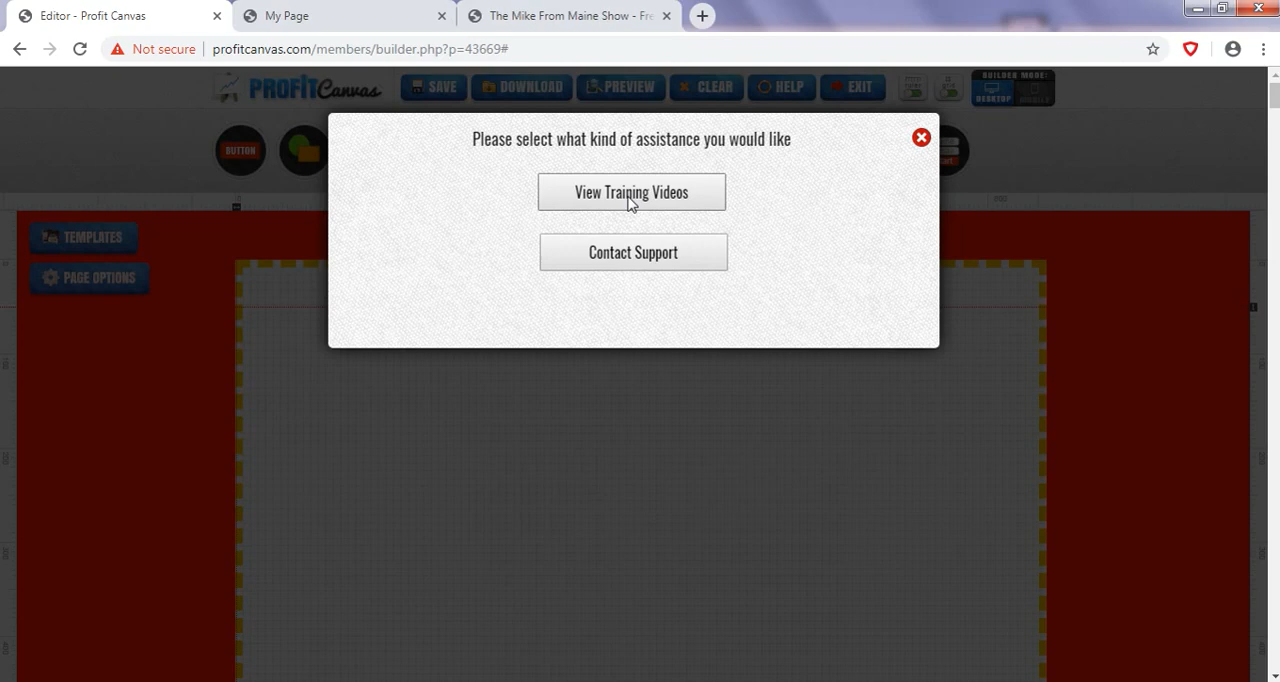 Editor - Profit Canvas
My Page
The Mike From Maine Show - Fre
Not secure
profitcanvas.com/members/builder.php?p=43669#
PROFITCanvas
SAVE
DOWNLOAD
PREVIEW
CLEAR
HELP
EXIT
BUILDER MODE:
DESKTOP
MOBILE
BUTTON
Please select what kind of assistance you would like
View Training Videos
Contact Support
TEMPLATES
PAGE OPTIONS